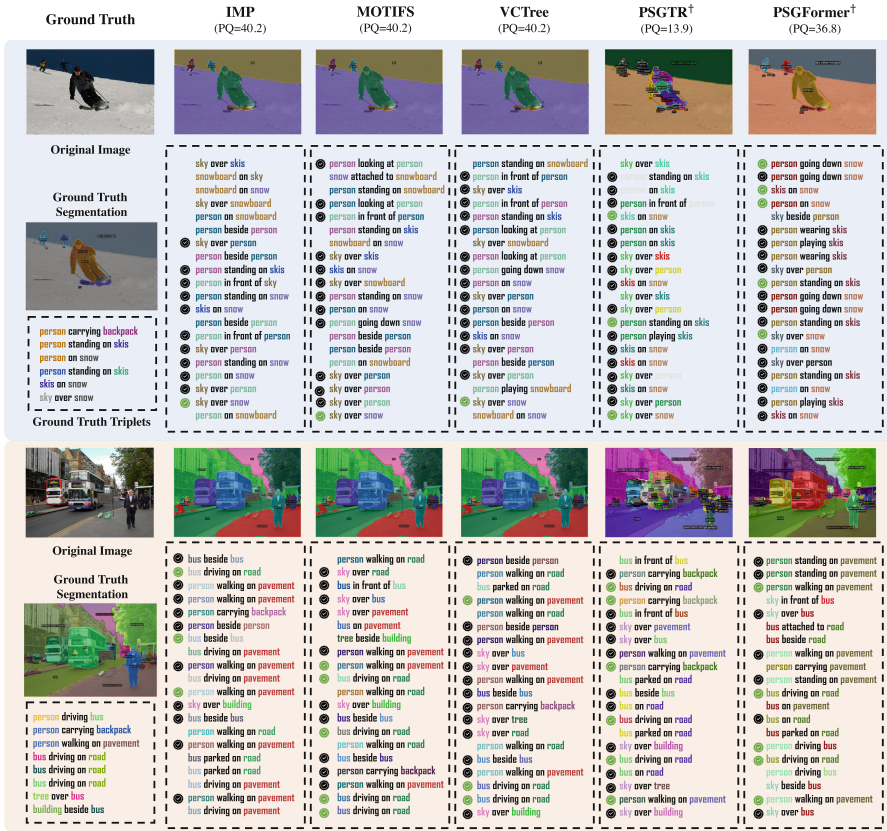 Ground Truth
IMP
(PQ=40.2)
MOTIFS
(PQ=40.2)
VCTree
(PQ=40.2)
PSGTR†
(PQ=13.9)
PSGFormer†
(PQ=36.8)
Original Image
Ground Truth
Segmentation
person carrying backpack
person standing on skis
person on snow
person standing on skis
skis on snow
sky over snow
Ground Truth Triplets
sky over skis
snowboard on sky
snowboard on snow
sky over snowboard
person on snowboard
person beside person
sky over person
person beside person
person standing on skis
person in front of sky
person standing on snow
skis on snow
person beside person
person in front of person
sky over person
person standing on snow
person on snow
sky over person
sky over snow
person on snowboard
person looking at person
snow attached to snowboard
person standing on snowboard
person looking at person
person in front of person
person standing on skis
snowboard on snow
sky over skis
skis on snow
sky over snowboard
person standing on snow
person on snow
person going down snow
person beside person
person beside person
person on snowboard
sky over person
sky over person
sky over person
sky over snow
person standing on snowboard
person in front of person
sky over skis
person in front of person
person standing on skis
person looking at person
sky over snowboard
person looking at person
person going down snow
person on snow
sky over person
person on snow
person beside person
skis on snow
sky over person
person beside person
sky over person
person playing snowboard
sky over snow
snowboard on snow
sky over skis
person standing on skis
person on skis
person in front of person
skis on snow
person on skis
person on skis
sky over skis
sky over person
skis on snow
sky over skis
sky over person
person standing on skis
person playing skis
skis on snow
skis on snow
sky over person
skis on snow
sky over person
sky over snow
person going down snow
person going down snow
skis on snow
person on snow
sky beside person
person wearing skis
person playing skis
person wearing skis
sky over person
person standing on skis
person going down snow
person going down snow
person standing on skis
sky over snow
person on snow
sky over person
person standing on skis
person on snow
person playing skis
skis on snow
Original Image
Ground Truth
Segmentation
person driving bus
person carrying backpack
person walking on pavement
bus driving on road
bus driving on road
bus driving on road
tree over bus
building beside bus
bus beside bus
bus driving on road
person walking on pavement
person walking on pavement
person carrying backpack
person beside person
bus beside bus
bus driving on pavement
person walking on pavement
bus driving on pavement
person walking on pavement
sky over building
bus beside bus
person walking on road
person walking on pavement
bus parked on road
bus parked on road
bus driving on pavement
person walking on pavement
bus driving on pavement
person walking on road
sky over road
bus in front of bus
sky over bus
sky over pavement
bus on pavement
tree beside building
person walking on pavement
person walking on pavement
bus driving on road
person walking on road
sky over building
bus beside bus
bus driving on road
person walking on road
bus beside bus
person carrying backpack
person walking on pavement
bus driving on road
bus driving on road
person beside person
person walking on road
bus parked on road
person walking on pavement
person walking on road
person beside person
person walking on pavement
sky over bus
sky over pavement
person walking on pavement
bus beside bus
person carrying backpack
sky over tree
sky over road
person walking on road
bus beside bus
person walking on pavement
bus driving on road
bus driving on road
sky over building
bus in front of bus
person carrying backpack
bus driving on road
person carrying backpack
bus in front of bus
sky over pavement
sky over bus
person walking on pavement
person carrying backpack
bus parked on road
bus beside bus
bus on road
bus driving on road
bus parked on road
sky over building
bus driving on road
bus on road
sky over tree
person walking on pavement
sky over building
person standing on pavement
person standing on pavement
person walking on pavement
sky in front of bus
sky over bus
bus attached to road
bus beside road
person walking on pavement
person carrying pavement
person standing on pavement
bus driving on road
bus on pavement
bus on road
bus parked on road
person driving bus
bus driving on road
person driving bus
sky beside bus
person walking on pavement
sky over bus